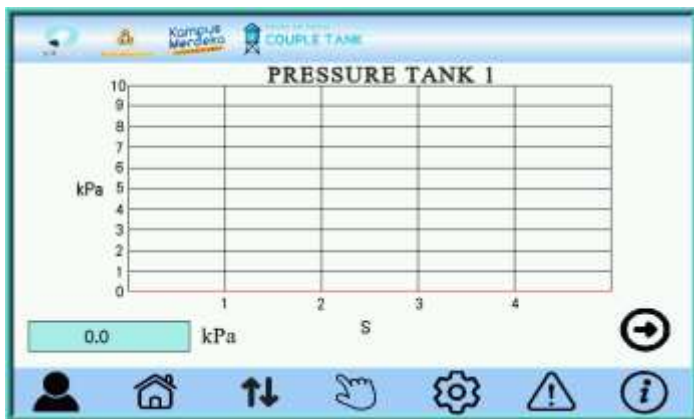 Kampus
Merdeka
COUPLE TANK
PRESSURE TANK 1
10
9
8
7
6
kPa 5
4
3
2
1
0
1 2 3 4
0.0 kPa S
i